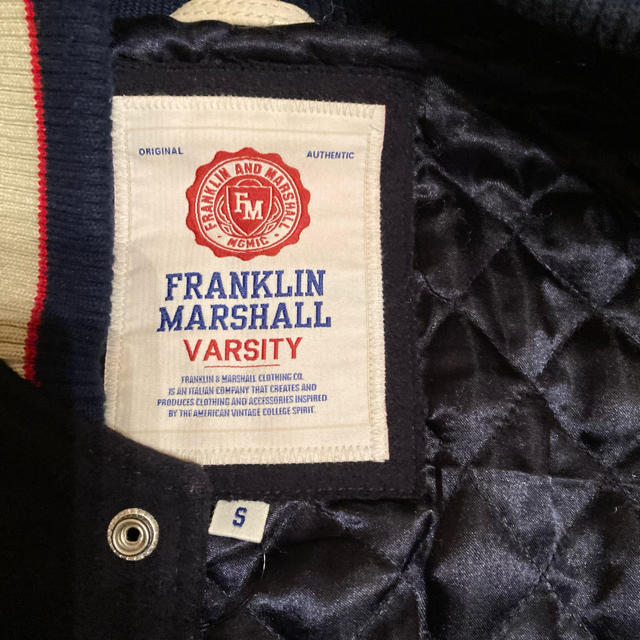 ORIGINAL
AUTHENTIC
FRANKLIN AND MARSHALL
FM
MCMIC
FRANKLIN
MARSHALL
VARSITY
FRANKLIN & MARSHALL CLOTHING CO.
IS AN ITALIAN COMPANY THAT CREATES AND
PRODUCES CLOTHING AND ACCESSORIES INSPIRED
BY THE AMERICAN VINTAGE COLLEGE SPIRIT.
S